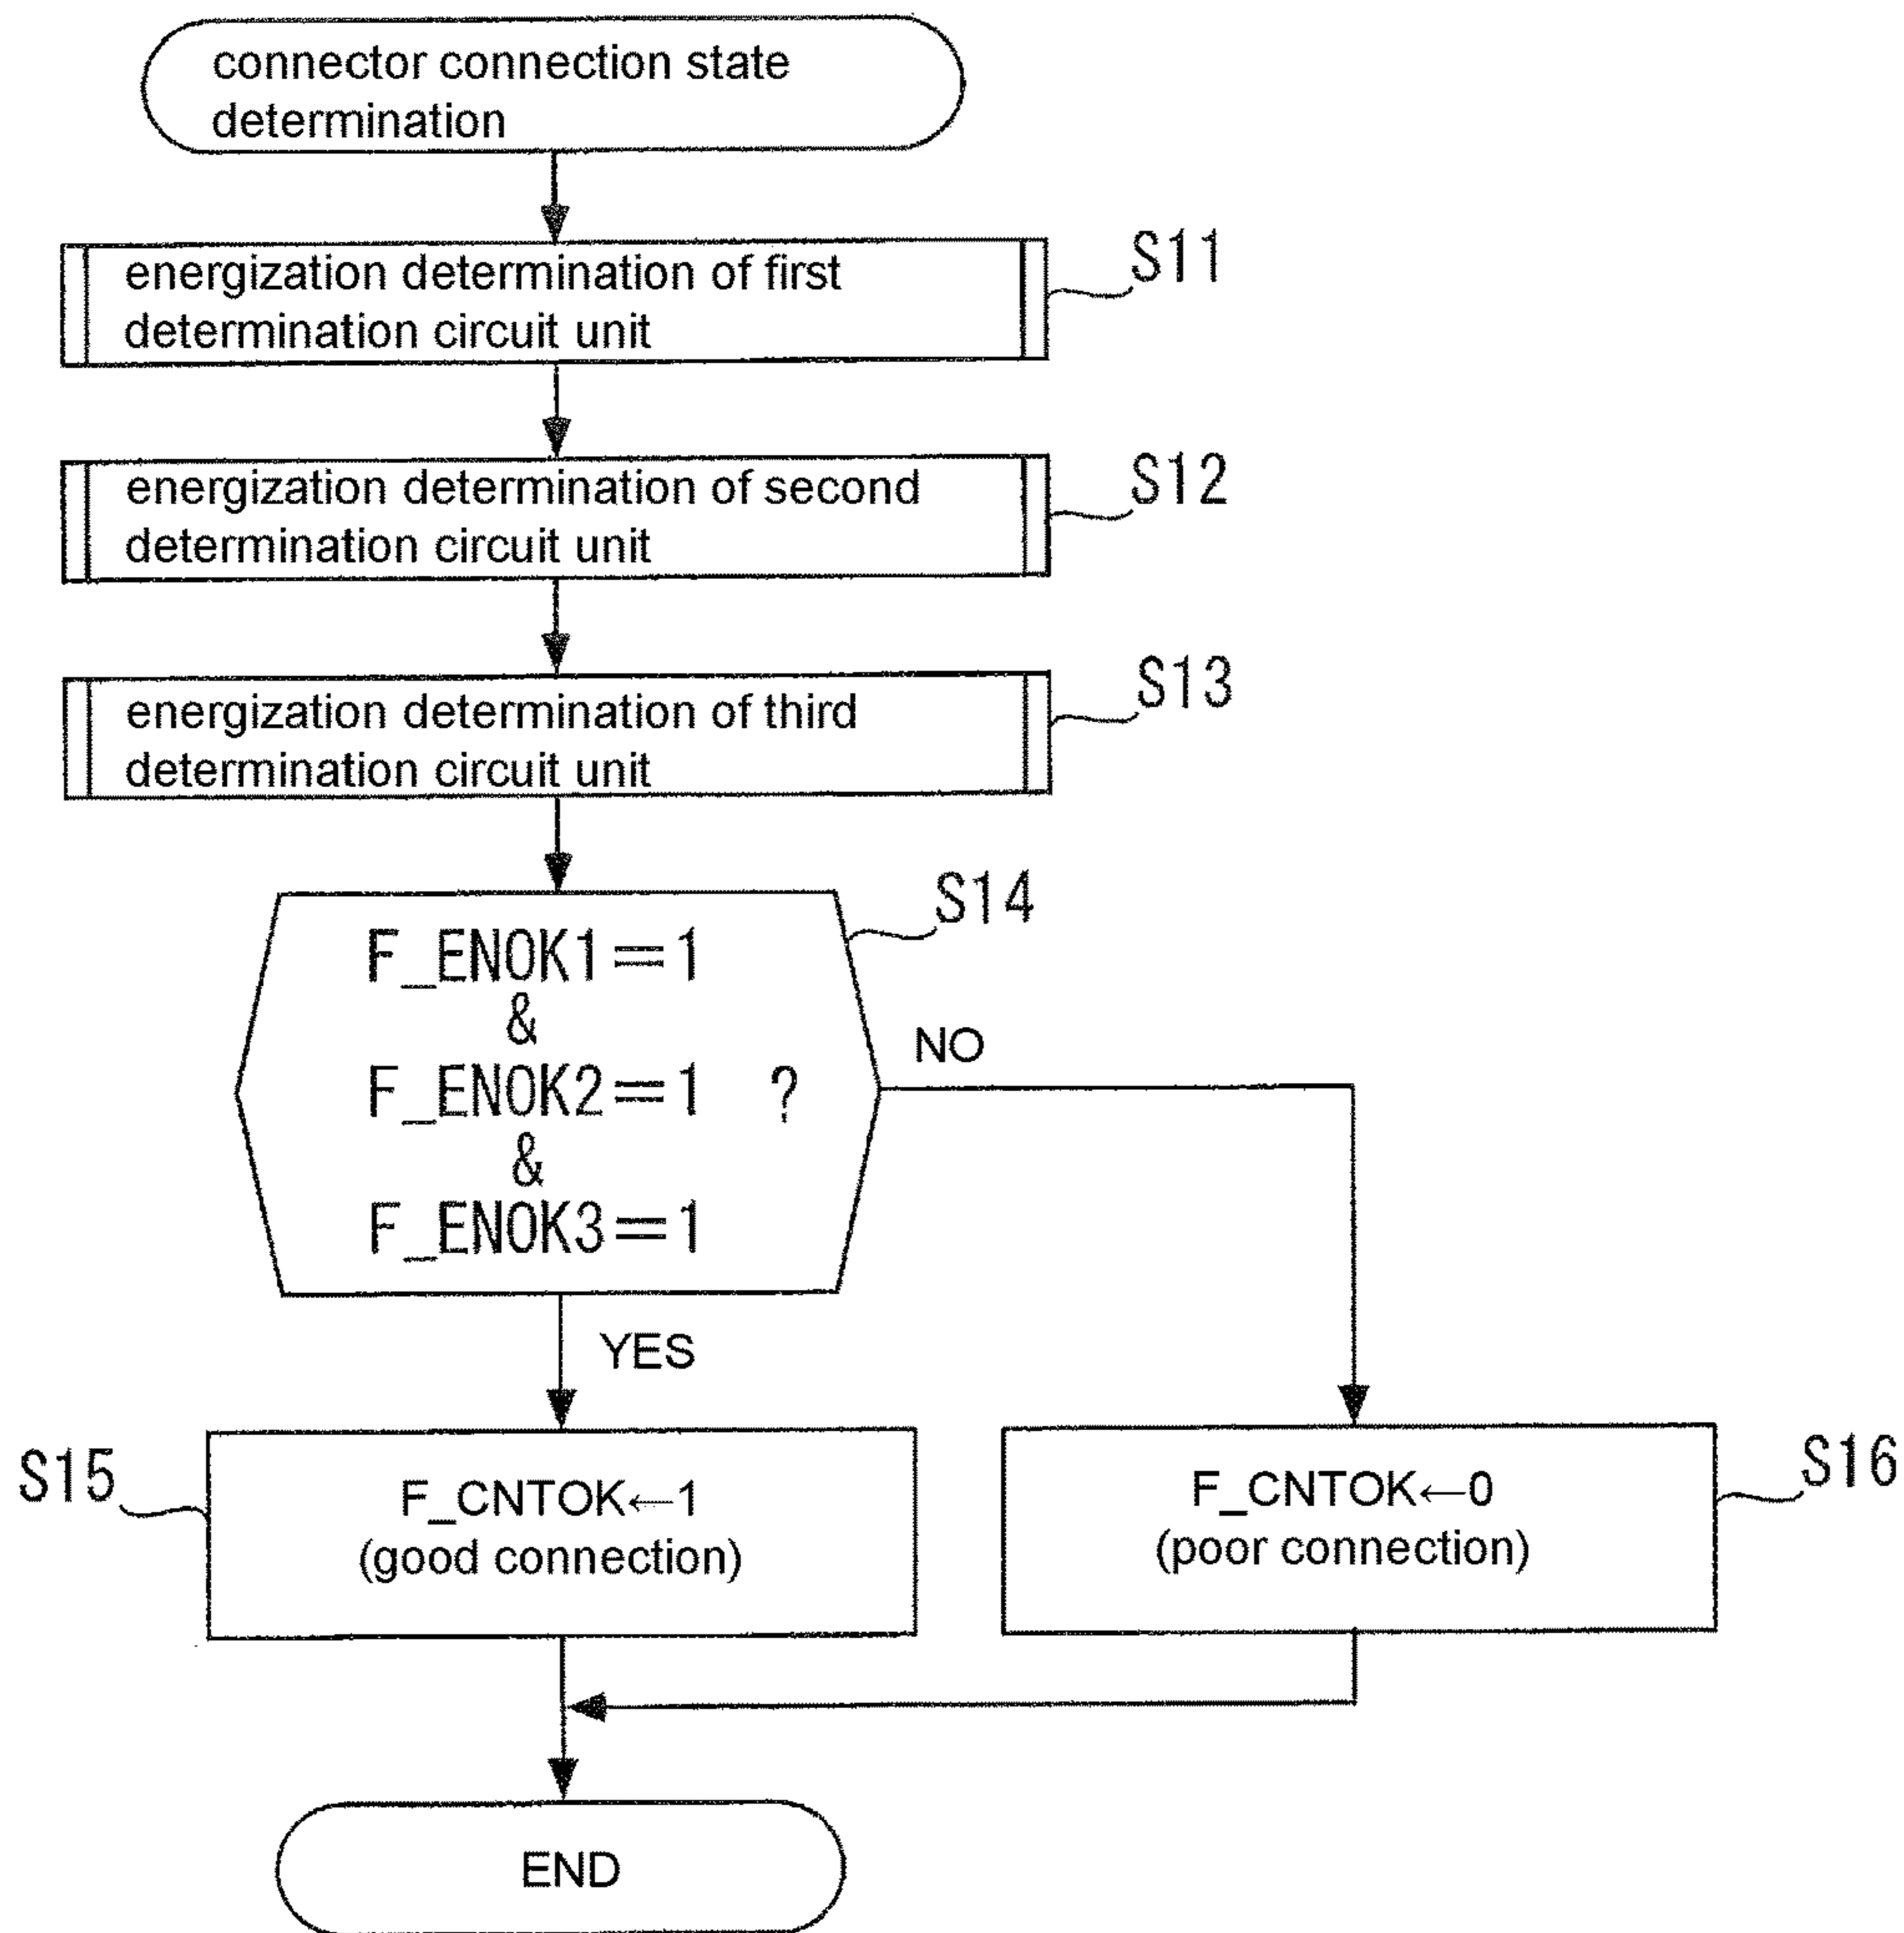 connector connection state
determination
energization determination of first
determination circuit unit
S11
energization determination of second
determination circuit unit
S12
energization determination of third
determination circuit unit
S13
S14
F_ENOK1=1
&
F_ENOK2=1 ?
&
F_ENOK3=1
NO
YES
S15
F_CNTOK←1
(good connection)
F_CNTOK←0
(poor connection)
S16
END